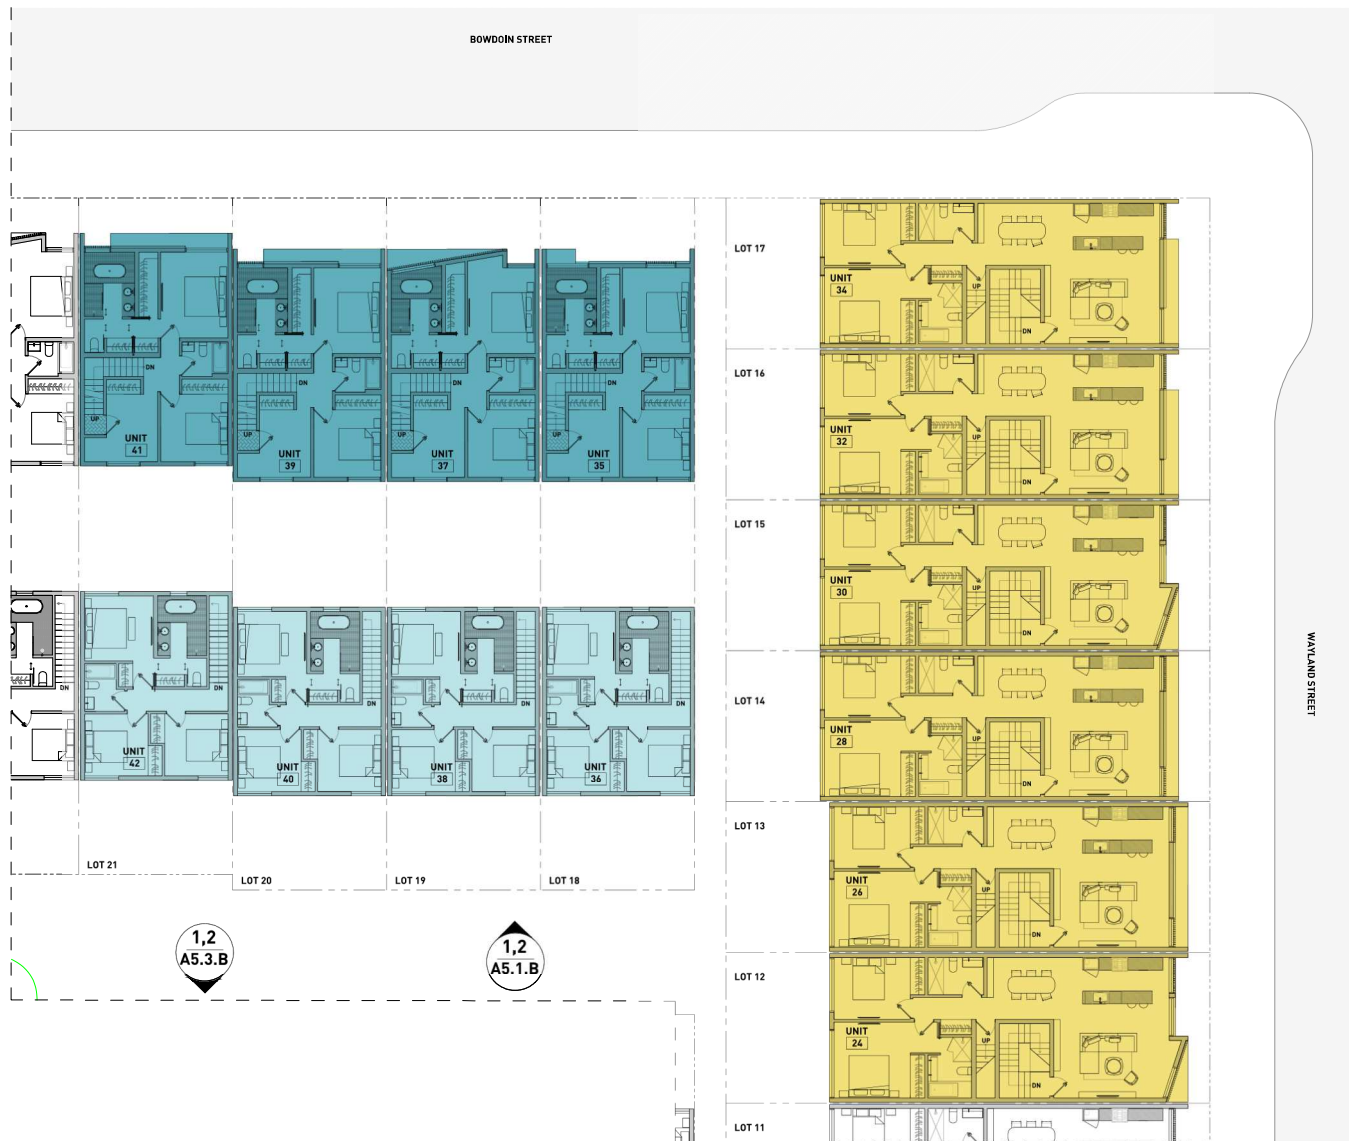 BOWDOIN STREET
WAYLAND STREET
LOT 17
UNIT
34
UP
DN
LOT 16
UNIT
32
UP
DN
LOT 15
UNIT
30
UP
DN
LOT 14
UNIT
28
UP
DN
LOT 13
UNIT
26
UP
DN
LOT 12
UNIT
24
UP
DN
LOT 11
DN
UP
UNIT
41
DN
UNIT
39
DN
UP
UNIT
37
DN
UP
UNIT
35
DN
DN
UNIT
42
DN
UNIT
40
DN
UNIT
38
DN
UNIT
36
LOT 21
LOT 20
LOT 19
LOT 18
1,2
A5.3.B
1,2
A5.1.B